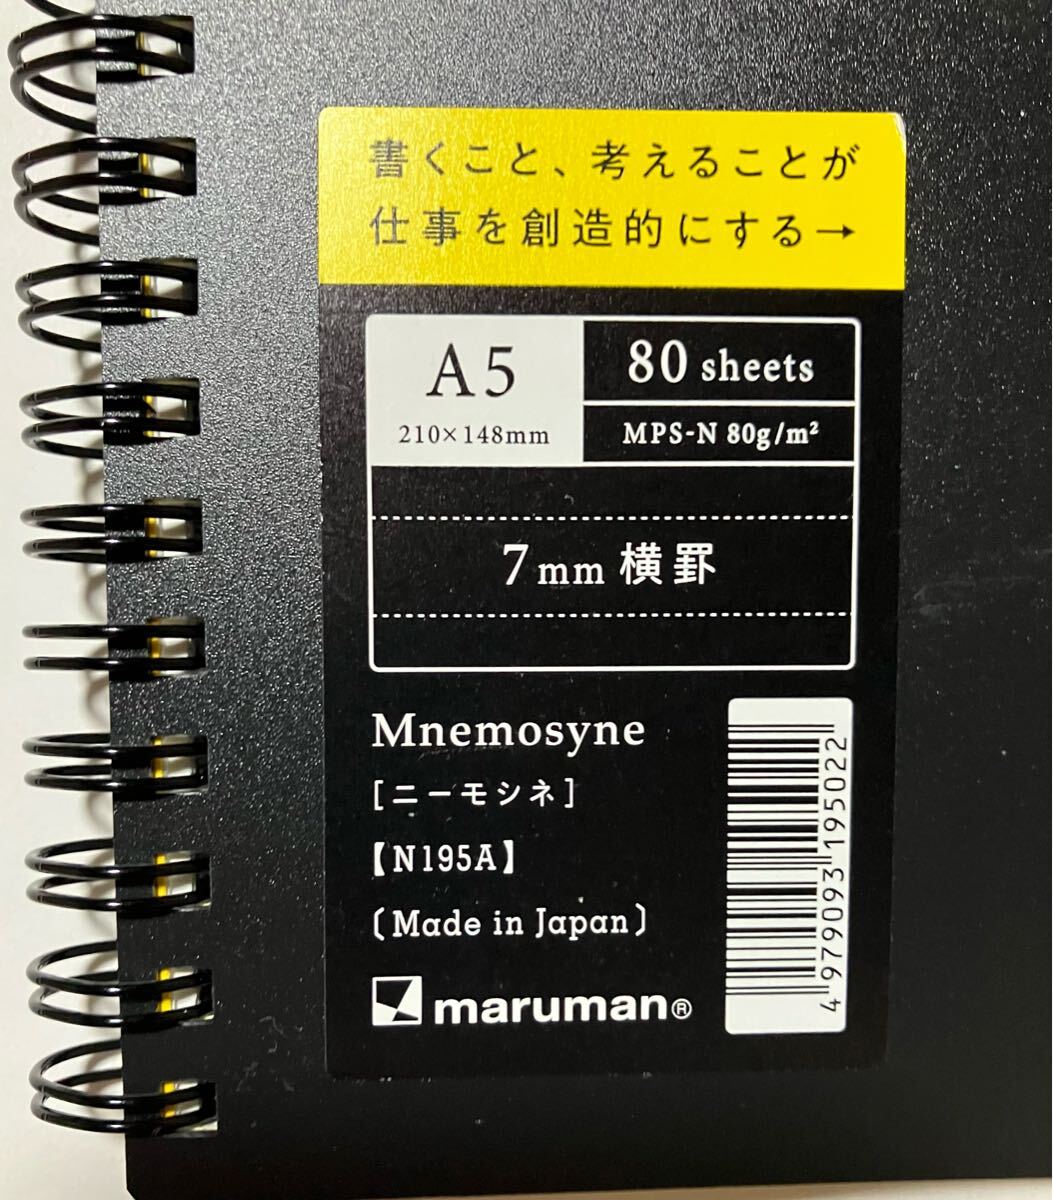 書くこと、考えることが
仕事を創造的にする→
A5
210×148mm
80 sheets
MPS-N 80g/m²
7mm 横罫
Mnemosyne
[ニーモシネ]
【N195A】
(Made in Japan)
maruman®
4979093195022